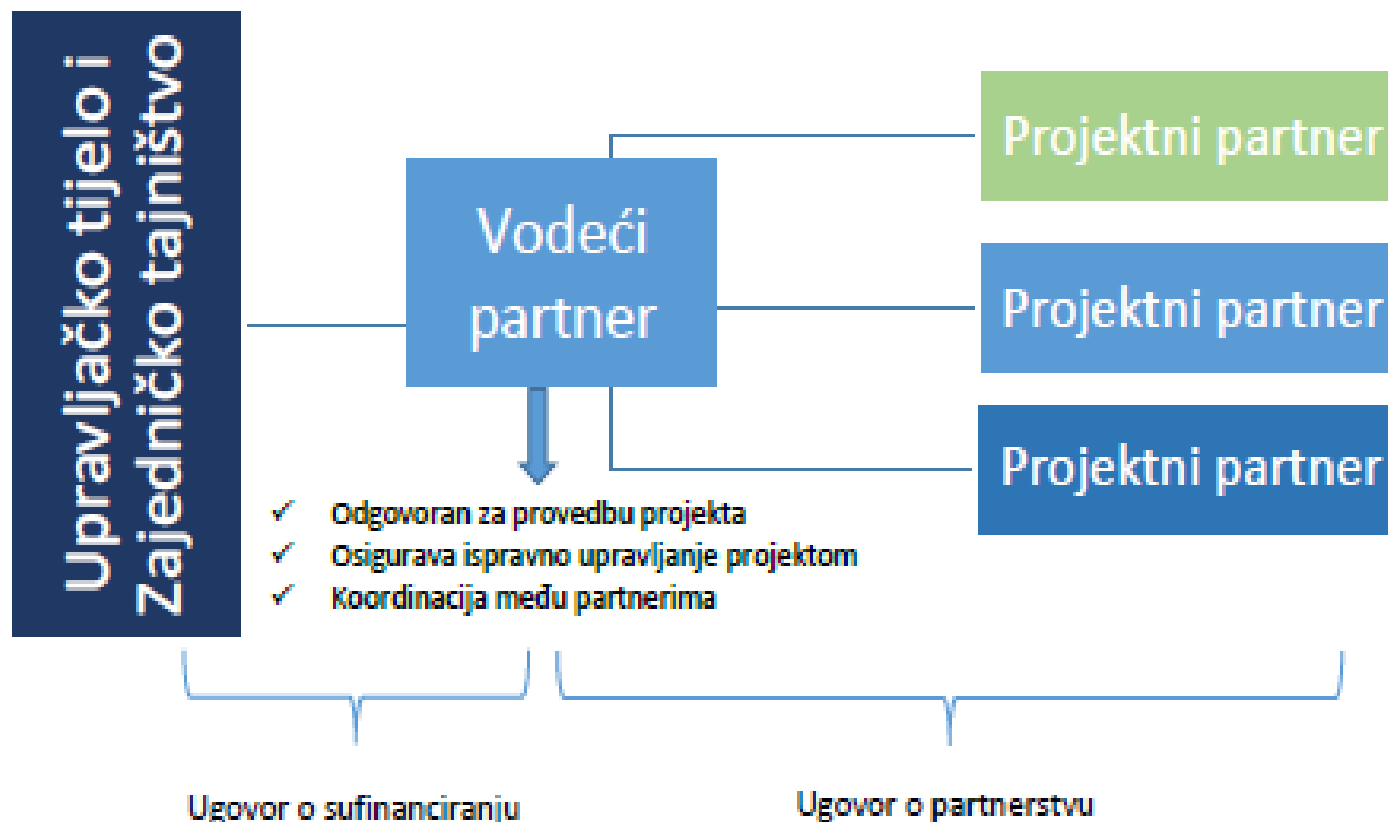 Upravljačko tijelo i
Zajedničko tajništvo
Vodeći
partner
Projektni partner
Projektni partner
Projektni partner
✓ Odgovoran za provedbu projekta
✓ Osigurava ispravno upravljanje projektom
✓ Koordinacija među partnerima
Ugovor o sufinanciranju
Ugovor o partnerstvu